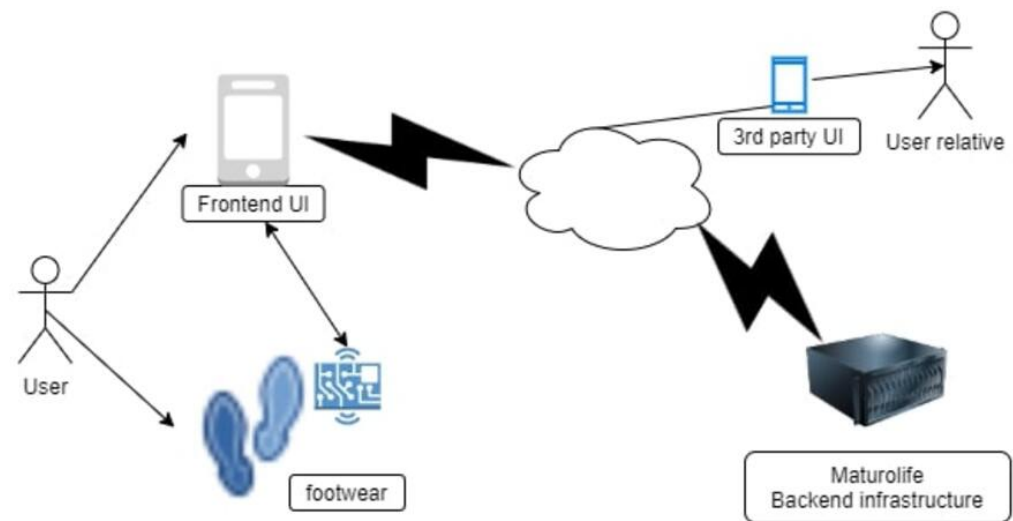 3rd party UI
User relative
Frontend UI
User
footwear
Maturolife
Backend infrastructure